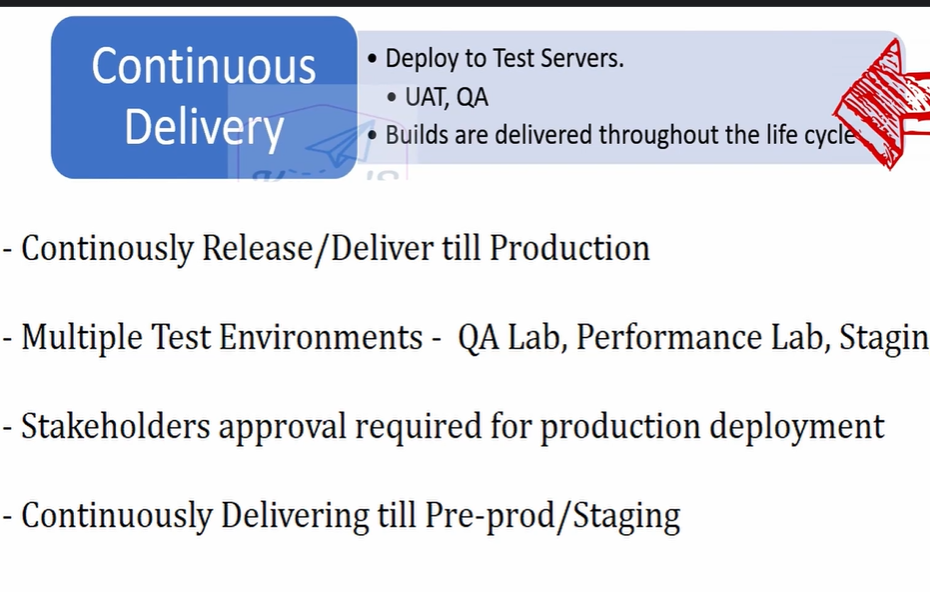 Continuous
Delivery
• Deploy to Test Servers.
• UAT, QA
• Builds are delivered throughout the life cycle
- Continously Release/Deliver till Production
- Multiple Test Environments - QA Lab, Performance Lab, Stagin
- Stakeholders approval required for production deployment
- Continuously Delivering till Pre-prod/Staging